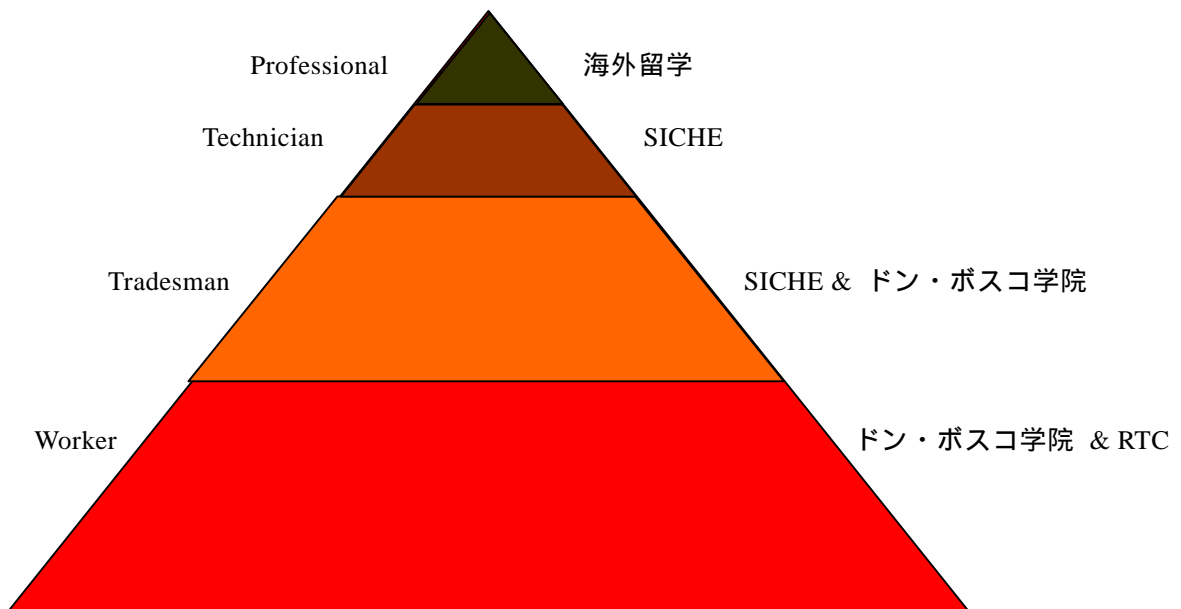 Professional 海外留学
Technician SICHE
Tradesman SICHE & ドン・ボスコ学院
Worker ドン・ボスコ学院 & RTC